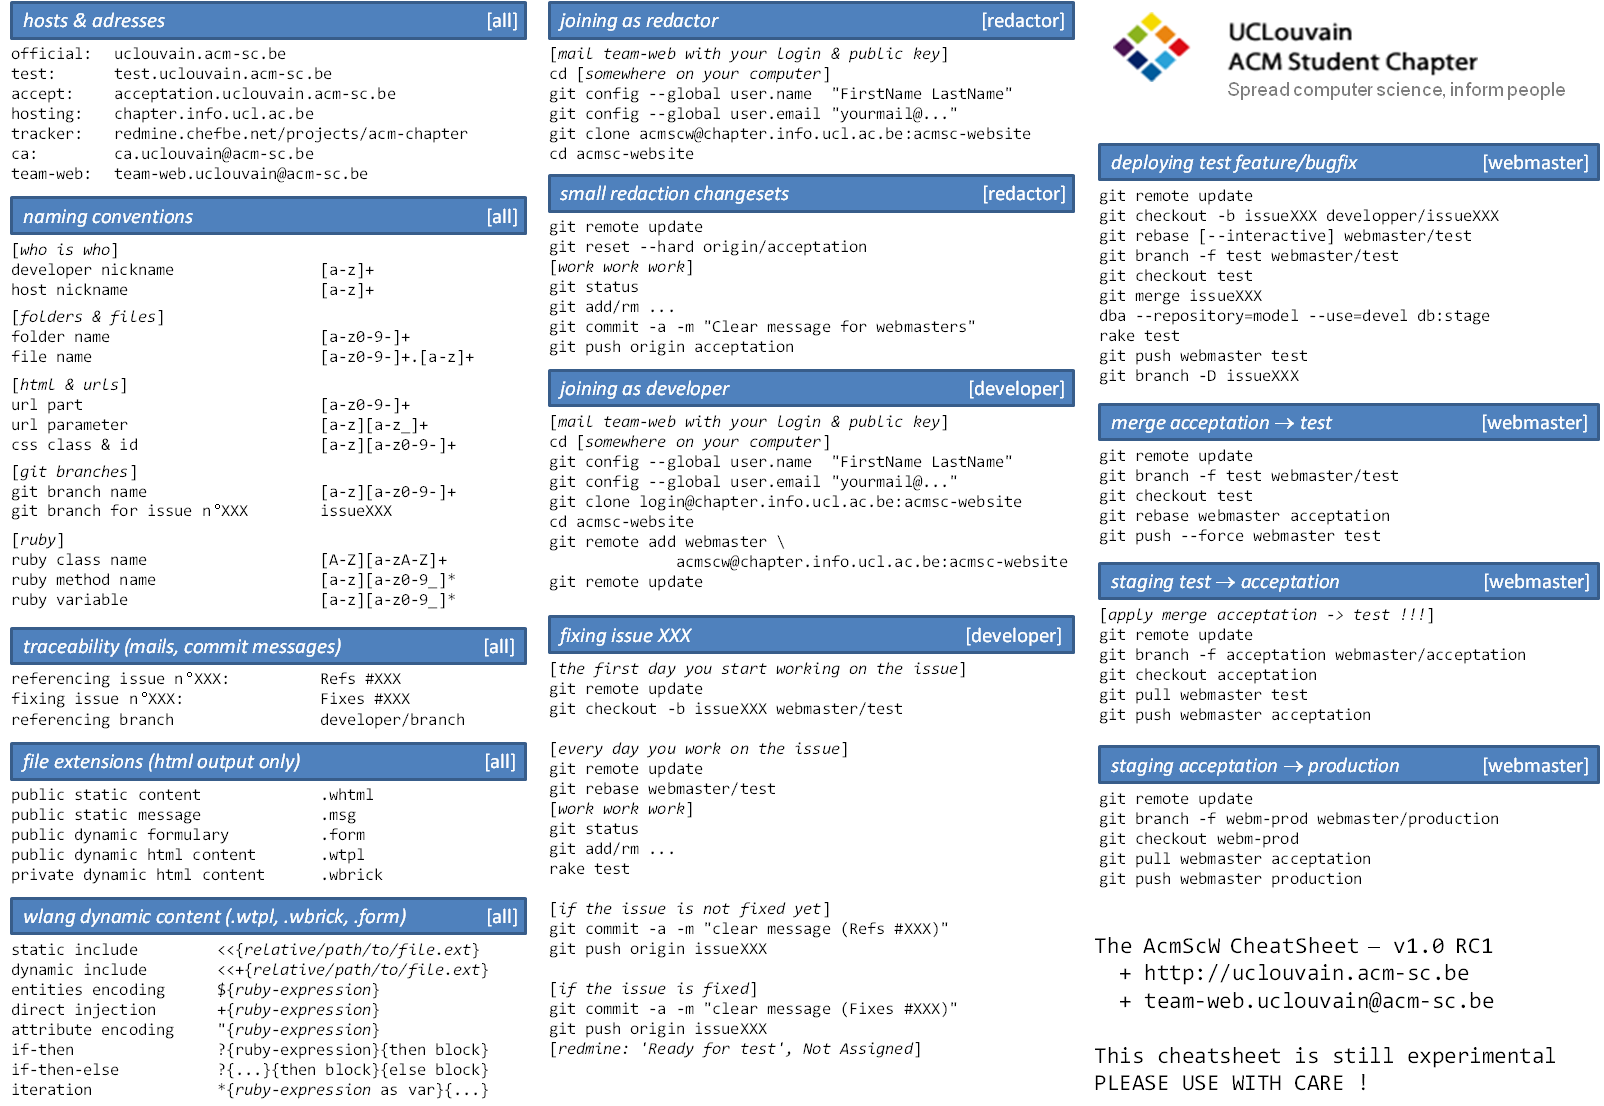 hosts & adresses [all]
official: uclouvain.acm-sc.be
test: test.uclouvain.acm-sc.be
accept: acceptation.uclouvain.acm-sc.be
hosting: chapter.info.ucl.ac.be
tracker: redmine.chefbe.net/projects/acm-chapter
ca: ca.uclouvain@acm-sc.be
team-web: team-web.uclouvain@acm-sc.be
naming conventions [all]
[who is who]
developer nickname [a-z]+
host nickname [a-z]+
[folders & files]
folder name [a-z0-9-]+
file name [a-z0-9-]+.[a-z]+
[html & urls]
url part [a-z0-9-]+
url parameter [a-z][a-z_]+
css class & id [a-z][a-z0-9-]+
[git branches]
git branch name [a-z][a-z0-9-]+
git branch for issue n°XXX issueXXX
[ruby]
ruby class name [A-Z][a-zA-Z]+
ruby method name [a-z][a-z0-9_]*
ruby variable [a-z][a-z0-9_]*
traceability (mails, commit messages) [all]
referencing issue n°XXX: Refs #XXX
fixing issue n°XXX: Fixes #XXX
referencing branch developer/branch
file extensions (html output only) [all]
public static content .whtml
public static message .msg
public dynamic formulary .form
public dynamic html content .wtpl
private dynamic html content .wbrick
wlang dynamic content (.wtpl, .wbrick, .form) [all]
static include <<{relative/path/to/file.ext}
dynamic include <<+{relative/path/to/file.ext}
entities encoding ${ruby-expression}
direct injection +{ruby-expression}
attribute encoding "{ruby-expression}
if-then ?{ruby-expression}{then block}
if-then-else ?{...}{then block}{else block}
iteration *{ruby-expression as var}{...}
joining as redactor [redactor]
[mail team-web with your login & public key]
cd [somewhere on your computer]
git config --global user.name "FirstName LastName"
git config --global user.email "yourmail@..."
git clone acmscw@chapter.info.ucl.ac.be:acmsc-website
cd acmsc-website
small redaction changesets [redactor]
git remote update
git reset --hard origin/acceptation
[work work work]
git status
git add/rm ...
git commit -a -m "Clear message for webmasters"
git push origin acceptation
joining as developer [developer]
[mail team-web with your login & public key]
cd [somewhere on your computer]
git config --global user.name "FirstName LastName"
git config --global user.email "yourmail@..."
git clone login@chapter.info.ucl.ac.be:acmsc-website
cd acmsc-website
git remote add webmaster \
acmscw@chapter.info.ucl.ac.be:acmsc-website
git remote update
fixing issue XXX [developer]
[the first day you start working on the issue]
git remote update
git checkout -b issueXXX webmaster/test
[every day you work on the issue]
git remote update
git rebase webmaster/test
[work work work]
git status
git add/rm ...
rake test
[if the issue is not fixed yet]
git commit -a -m "clear message (Refs #XXX)"
git push origin issueXXX
[if the issue is fixed]
git commit -a -m "clear message (Fixes #XXX)"
git push origin issueXXX
[redmine: 'Ready for test', Not Assigned]
UCLouvain
ACM Student Chapter
Spread computer science, inform people
deploying test feature/bugfix [webmaster]
git remote update
git checkout -b issueXXX developper/issueXXX
git rebase [--interactive] webmaster/test
git branch -f test webmaster/test
git checkout test
git merge issueXXX
dba --repository=model --use=devel db:stage
rake test
git push webmaster test
git branch -D issueXXX
merge acceptation → test [webmaster]
git remote update
git branch -f test webmaster/test
git checkout test
git rebase webmaster acceptation
git push --force webmaster test
staging test → acceptation [webmaster]
[apply merge acceptation -> test !!!]
git remote update
git branch -f acceptation webmaster/acceptation
git checkout acceptation
git pull webmaster test
git push webmaster acceptation
staging acceptation → production [webmaster]
git remote update
git branch -f webm-prod webmaster/production
git checkout webm-prod
git pull webmaster acceptation
git push webmaster production
The AcmScW CheatSheet – v1.0 RC1
+ http://uclouvain.acm-sc.be
+ team-web.uclouvain@acm-sc.be
This cheatsheet is still experimental
PLEASE USE WITH CARE !